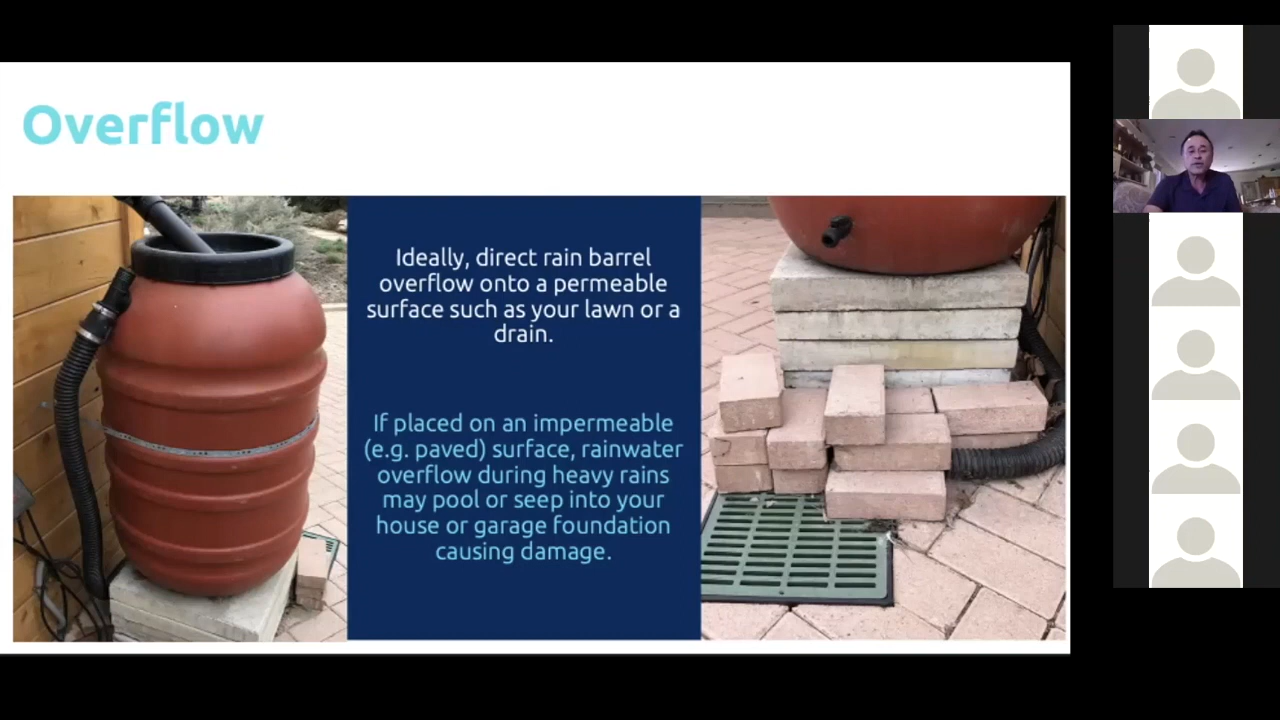 Overflow
Ideally, direct rain barrel
overflow onto a permeable
surface such as your lawn or a
drain.
If placed on an impermeable
(e.g. paved) surface, rainwater
overflow during heavy rains
may pool or seep into your
house or garage foundation
causing damage.